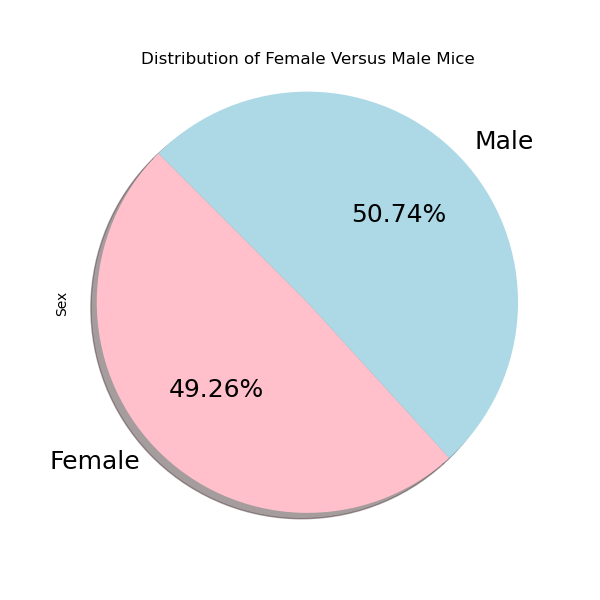 Distribution of Female Versus Male Mice
Male
50.74%
Sex
49.26%
Female